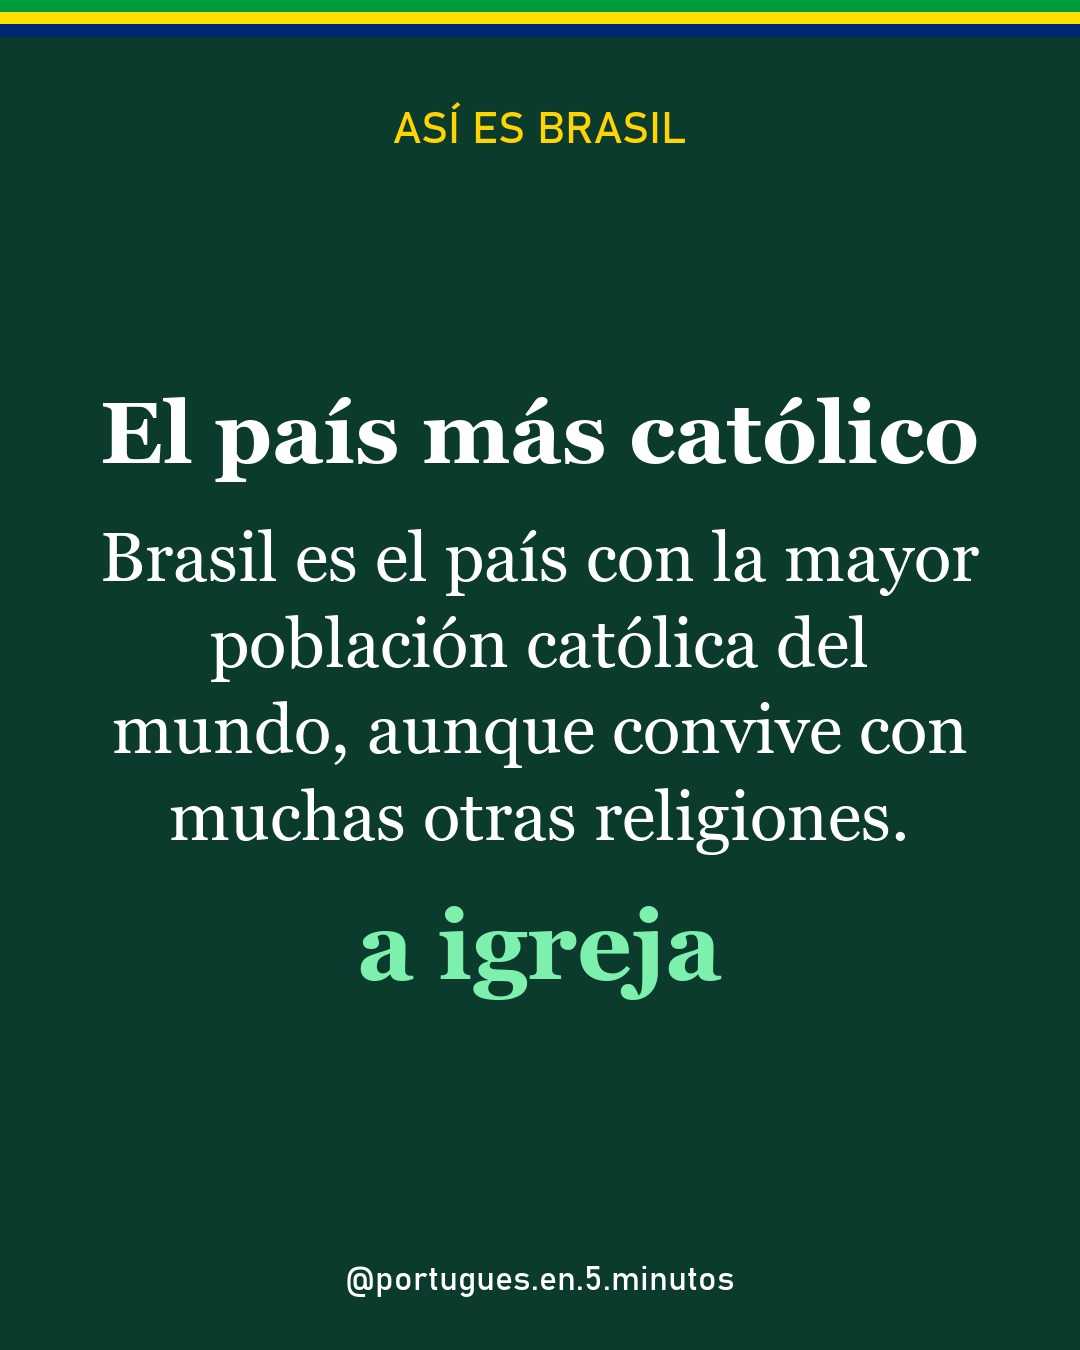 ASÍ ES BRASIL
El país más católico
Brasil es el país con la mayor
población católica del
mundo, aunque convive con
muchas otras religiones.
a igreja
@portugues.en.5.minutos